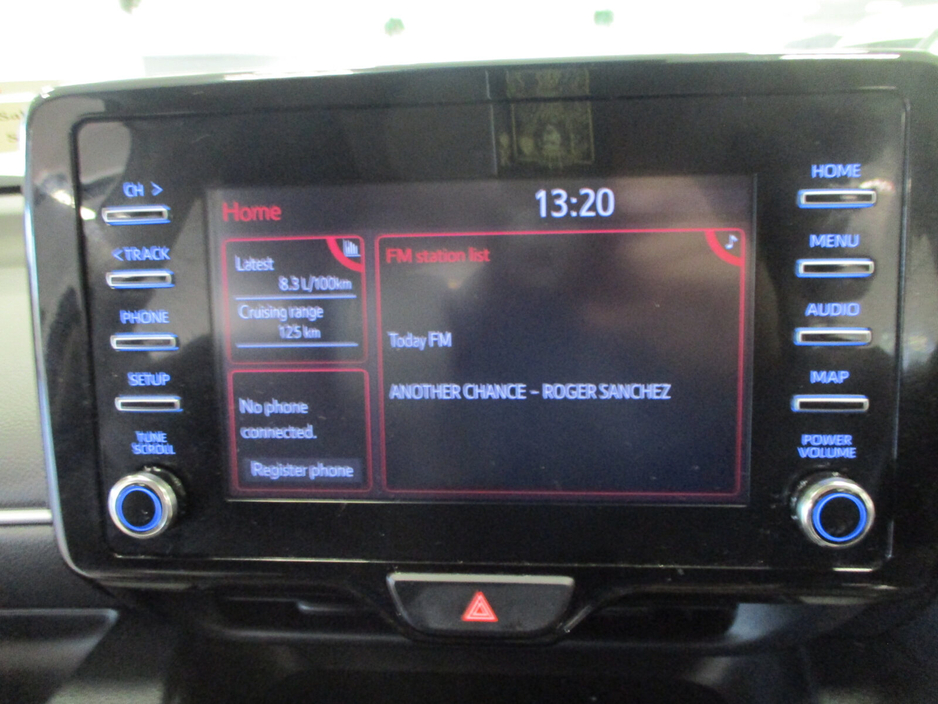 CH >
<TRACK
PHONE
SETUP
TUNE
SCROLL
Home
13:20
Latest
8.3 L/100km
Cruising range
125 km
No phone
connected.
Register phone
FM station list
Today FM
ANOTHER CHANCE – ROGER SANCHEZ
HOME
MENU
AUDIO
MAP
POWER
VOLUME